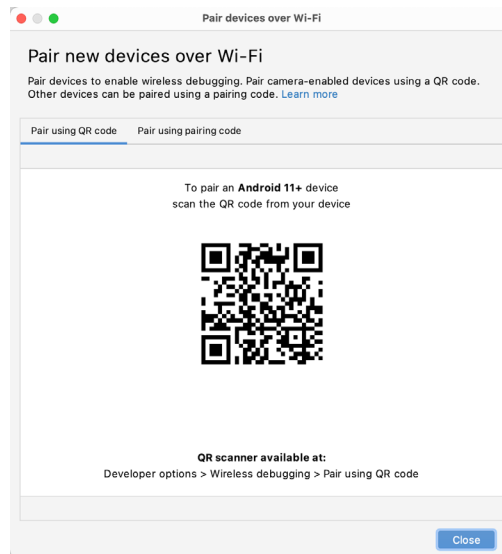 Pair devices over Wi-Fi
Pair new devices over Wi-Fi
Pair devices to enable wireless debugging. Pair camera-enabled devices using a QR code.
Other devices can be paired using a pairing code. Learn more
Pair using QR code Pair using pairing code
To pair an Android 11+ device
scan the QR code from your device
QR scanner available at:
Developer options > Wireless debugging > Pair using QR code
Close